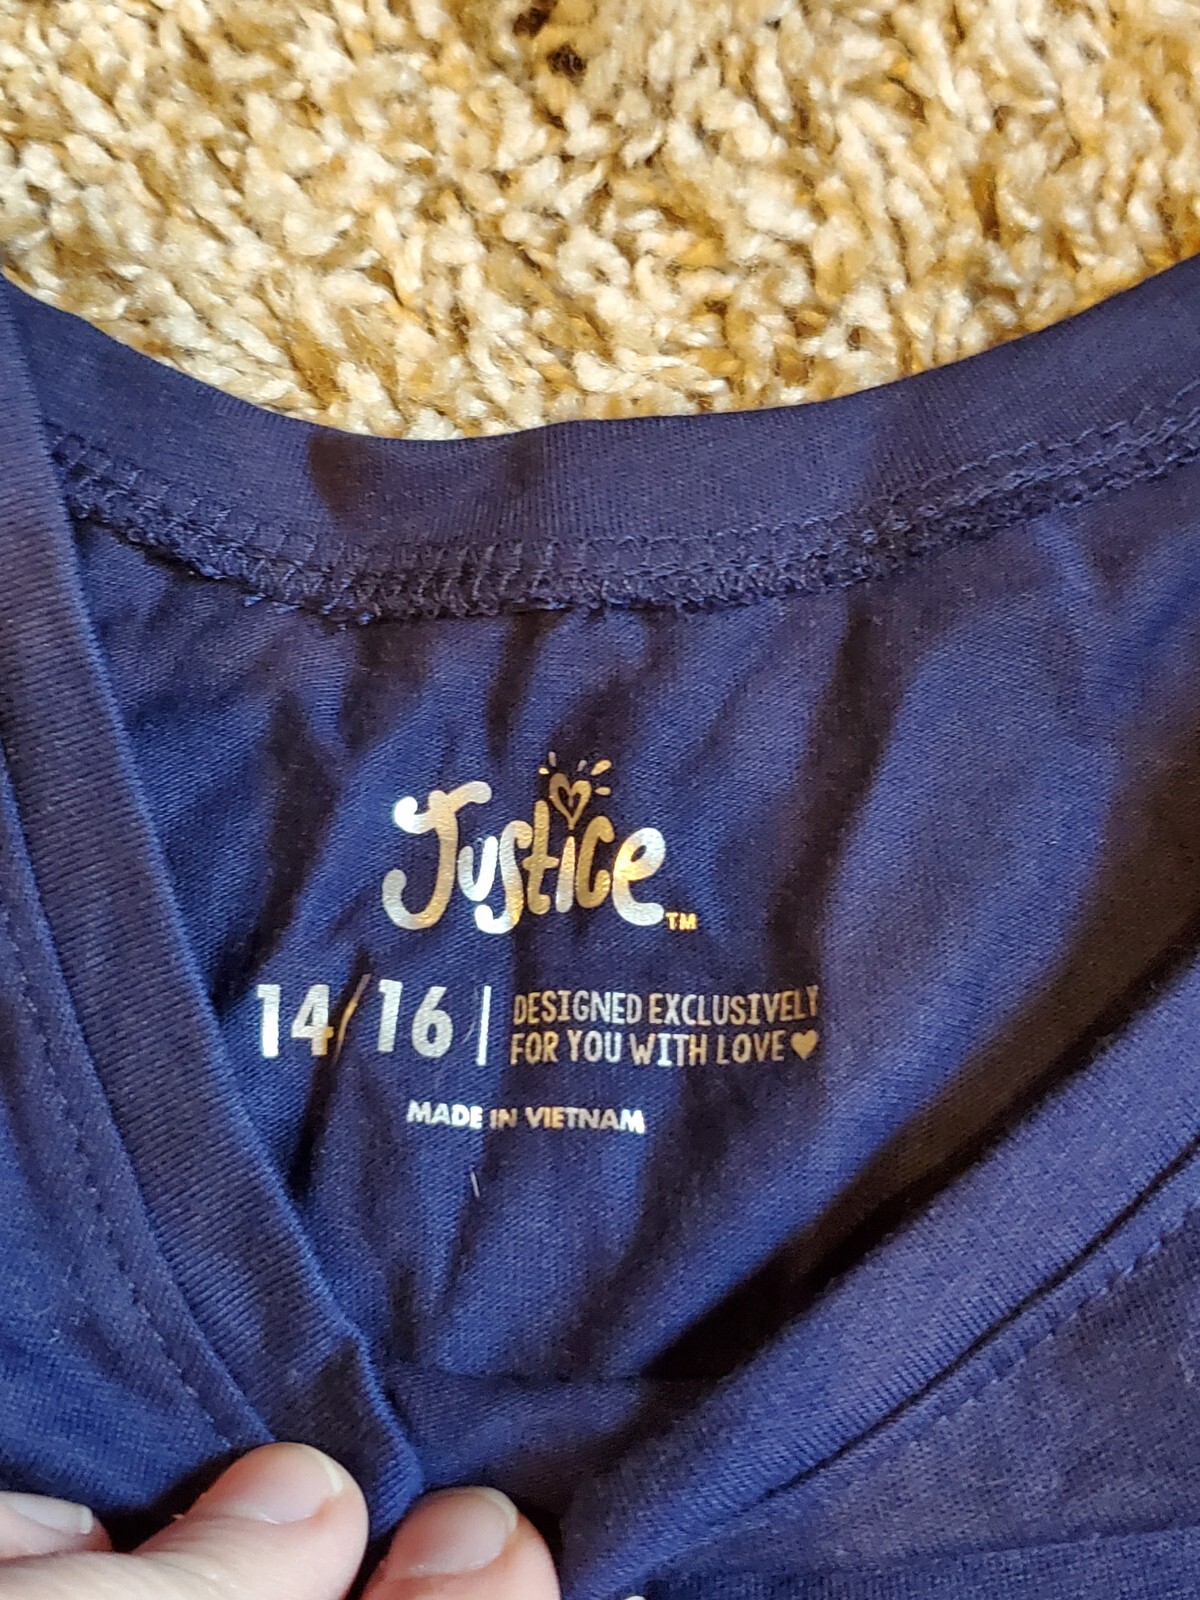 Justice™
14/16 | DESIGNED EXCLUSIVELY
FOR YOU WITH LOVE♥
MADE IN VIETNAM